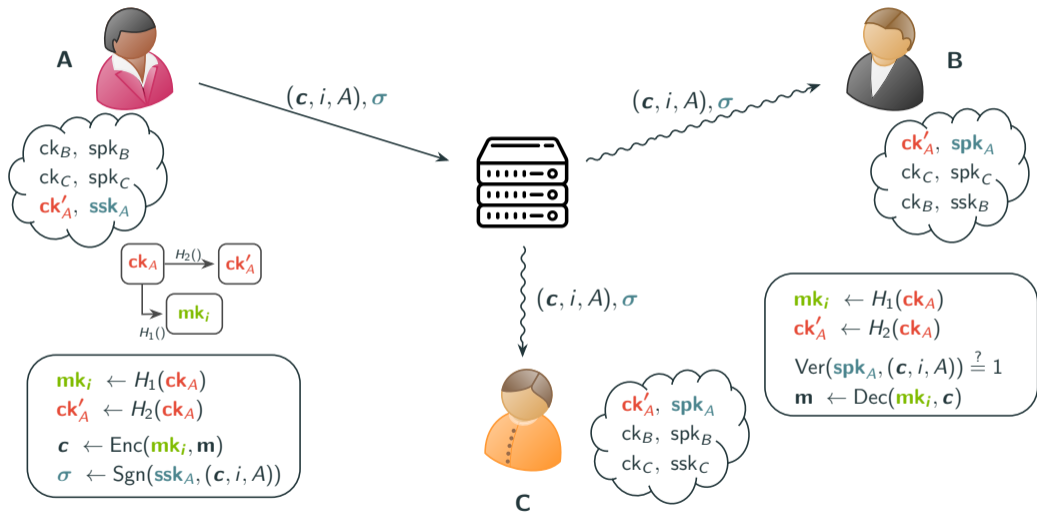 A
B
(c, i, A), σ
(c, i, A), σ
ck_B, spk_B
ck_C, spk_C
ck'_A, ssk_A
ck'_A, spk_A
ck_C, spk_C
ck_B, ssk_B
ck_A
H_2()
ck'_A
mk_i
H_1()
(c, i, A), σ
mk_i ← H_1(ck_A)
ck'_A ← H_2(ck_A)
Ver(spk_A, (c, i, A)) ≟ 1
m ← Dec(mk_i, c)
mk_i ← H_1(ck_A)
ck'_A ← H_2(ck_A)
c ← Enc(mk_i, m)
σ ← Sgn(ssk_A, (c, i, A))
ck'_A, spk_A
ck_B, spk_B
ck_C, ssk_C
C